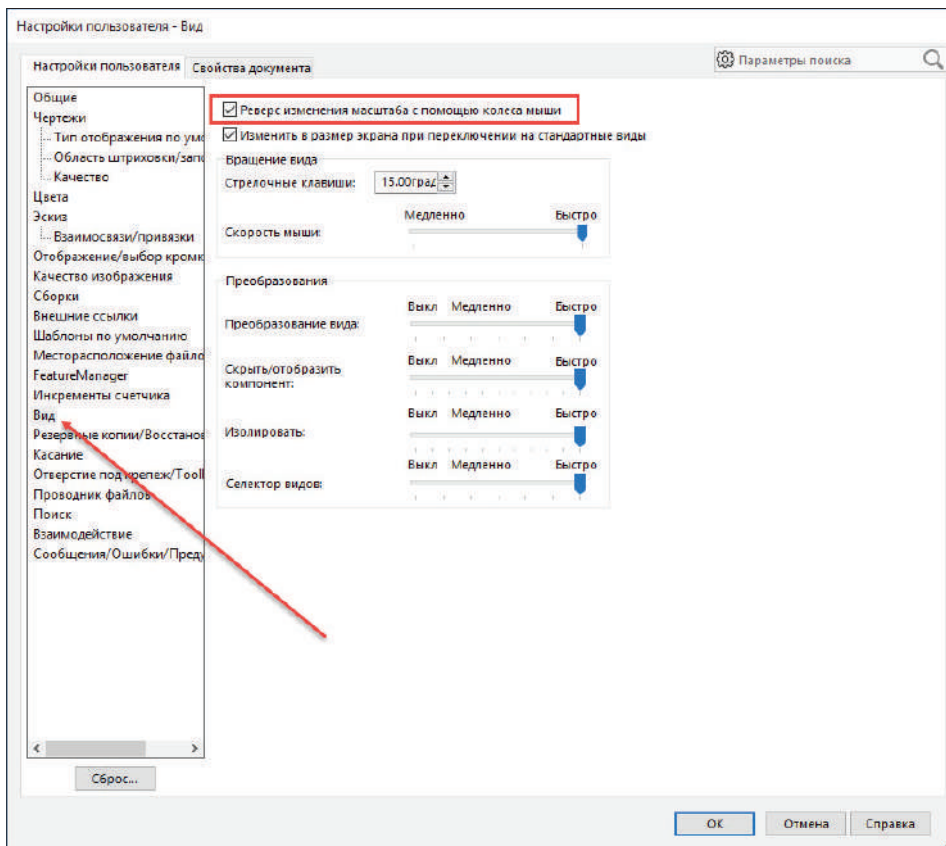 Настройки пользователя - Вид
Настройки пользователя Свойства документа
Параметры поиска
Общие
Чертежи
Тип отображения по умо
Область штриховки/запо
Качество
Цвета
Эскиз
Взаимосвязи/привязки
Отображение/выбор кромк
Качество изображения
Сборки
Внешние ссылки
Шаблоны по умолчанию
Месторасположение файло
FeatureManager
Инкременты счетчика
Вид
Резервные копии/Восстанов
Касание
Отверстие под крепеж/Tooll
Проводник файлов
Поиск
Взаимодействие
Сообщения/Ошибки/Преду
Сброс...
Реверс изменения масштаба с помощью колеса мыши
Изменить в размер экрана при переключении на стандартные виды
Вращение вида
Стрелочные клавиши: 15.00град
Медленно Быстро
Скорость мыши:
Преобразования
Выкл Медленно Быстро
Преобразование вида:
Выкл Медленно Быстро
Скрыть/отобразить
компонент:
Выкл Медленно Быстро
Изолировать:
Выкл Медленно Быстро
Селектор видов:
OK Отмена Справка